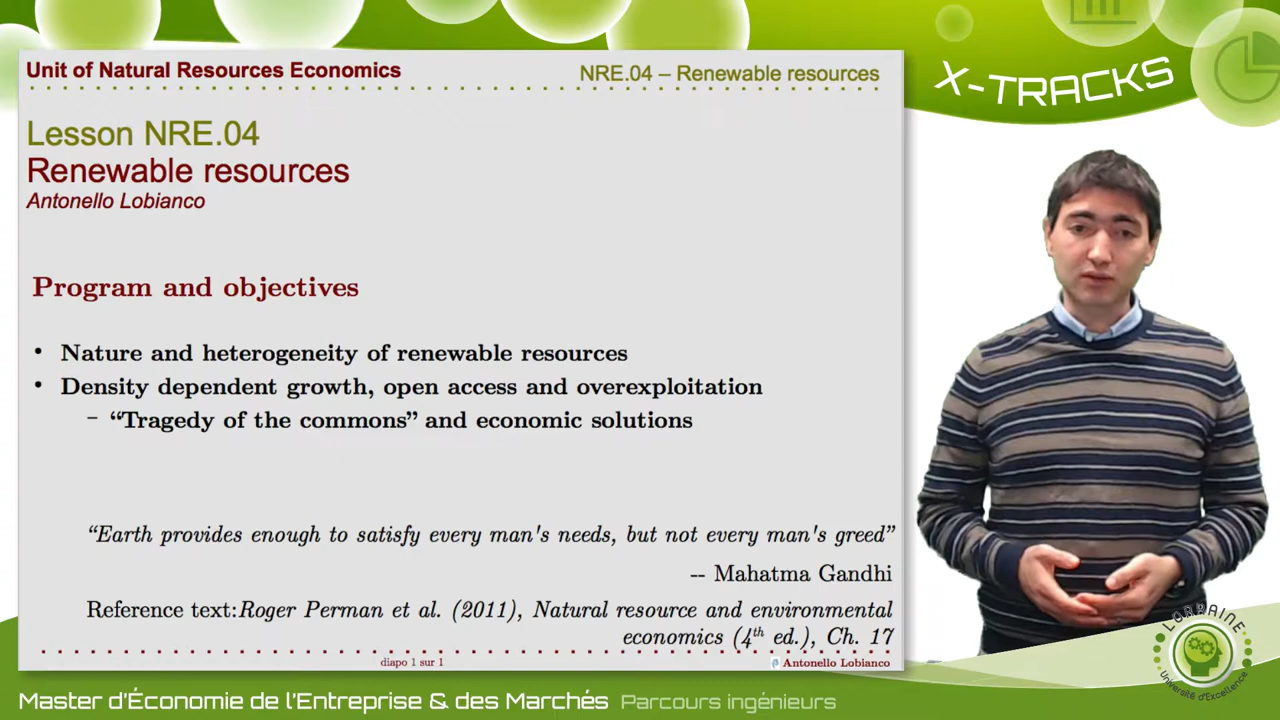 Unit of Natural Resources Economics
NRE.04 – Renewable resources
X-TRACKS
Lesson NRE.04
Renewable resources
Antonello Lobianco
Program and objectives
• Nature and heterogeneity of renewable resources
• Density dependent growth, open access and overexploitation
– “Tragedy of the commons” and economic solutions
“Earth provides enough to satisfy every man's needs, but not every man's greed”
-- Mahatma Gandhi
Reference text:Roger Perman et al. (2011), Natural resource and environmental
economics (4th ed.), Ch. 17
diapo 1 sur 1
Antonello Lobianco
LORRAINE
Université d'Excellence
Master d'Économie de l'Entreprise & des Marchés Parcours ingénieurs